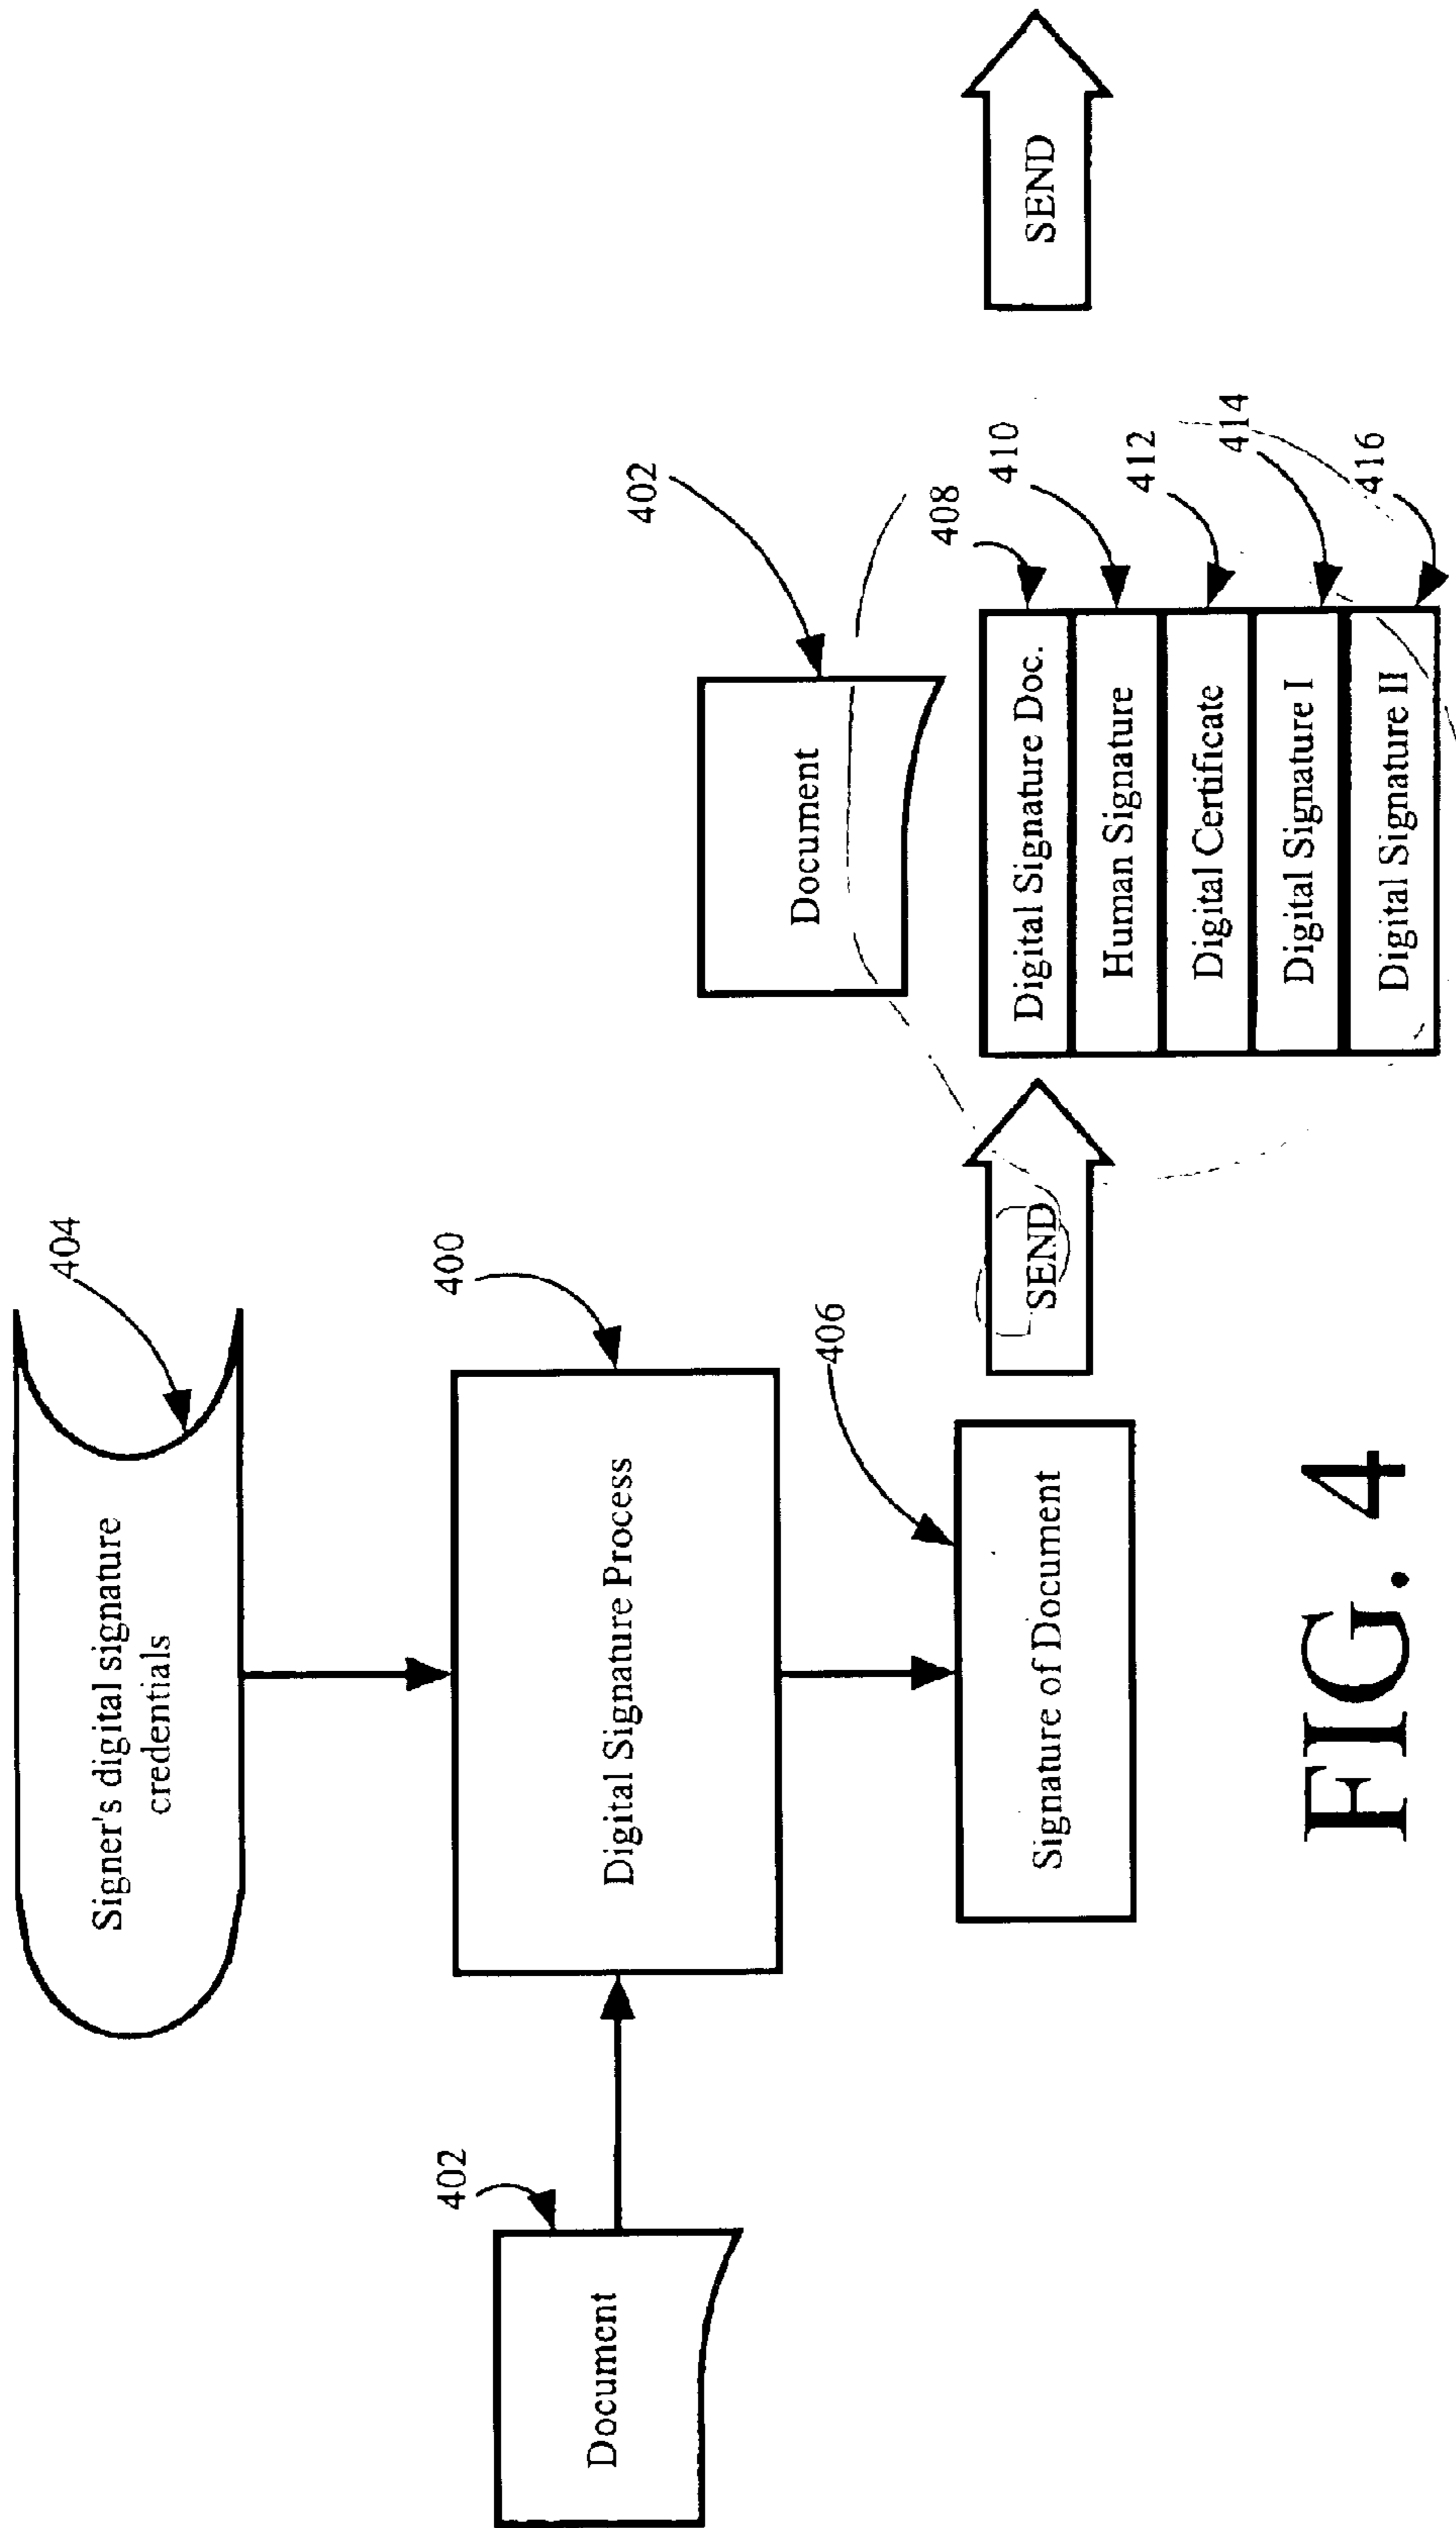 404
Signer's digital signature
credentials
402
Document
400
Digital Signature Process
406
Signature of Document
SEND
402
Document
408
Digital Signature Doc.
410
Human Signature
412
Digital Certificate
414
Digital Signature I
416
Digital Signature II
SEND
FIG. 4